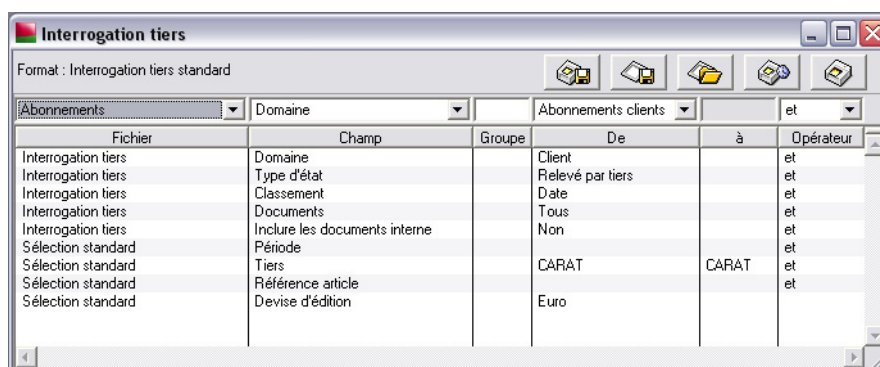 Interrogation tiers
Format : Interrogation tiers standard
Abonnements Domaine Abonnements clients et
Fichier Champ Groupe De à Opérateur
Interrogation tiers Domaine Client et
Interrogation tiers Type d'état Relevé par tiers et
Interrogation tiers Classement Date et
Interrogation tiers Documents Tous et
Interrogation tiers Inclure les documents interne Non et
Sélection standard Période et
Sélection standard Tiers CARAT CARAT et
Sélection standard Référence article et
Sélection standard Devise d'édition Euro